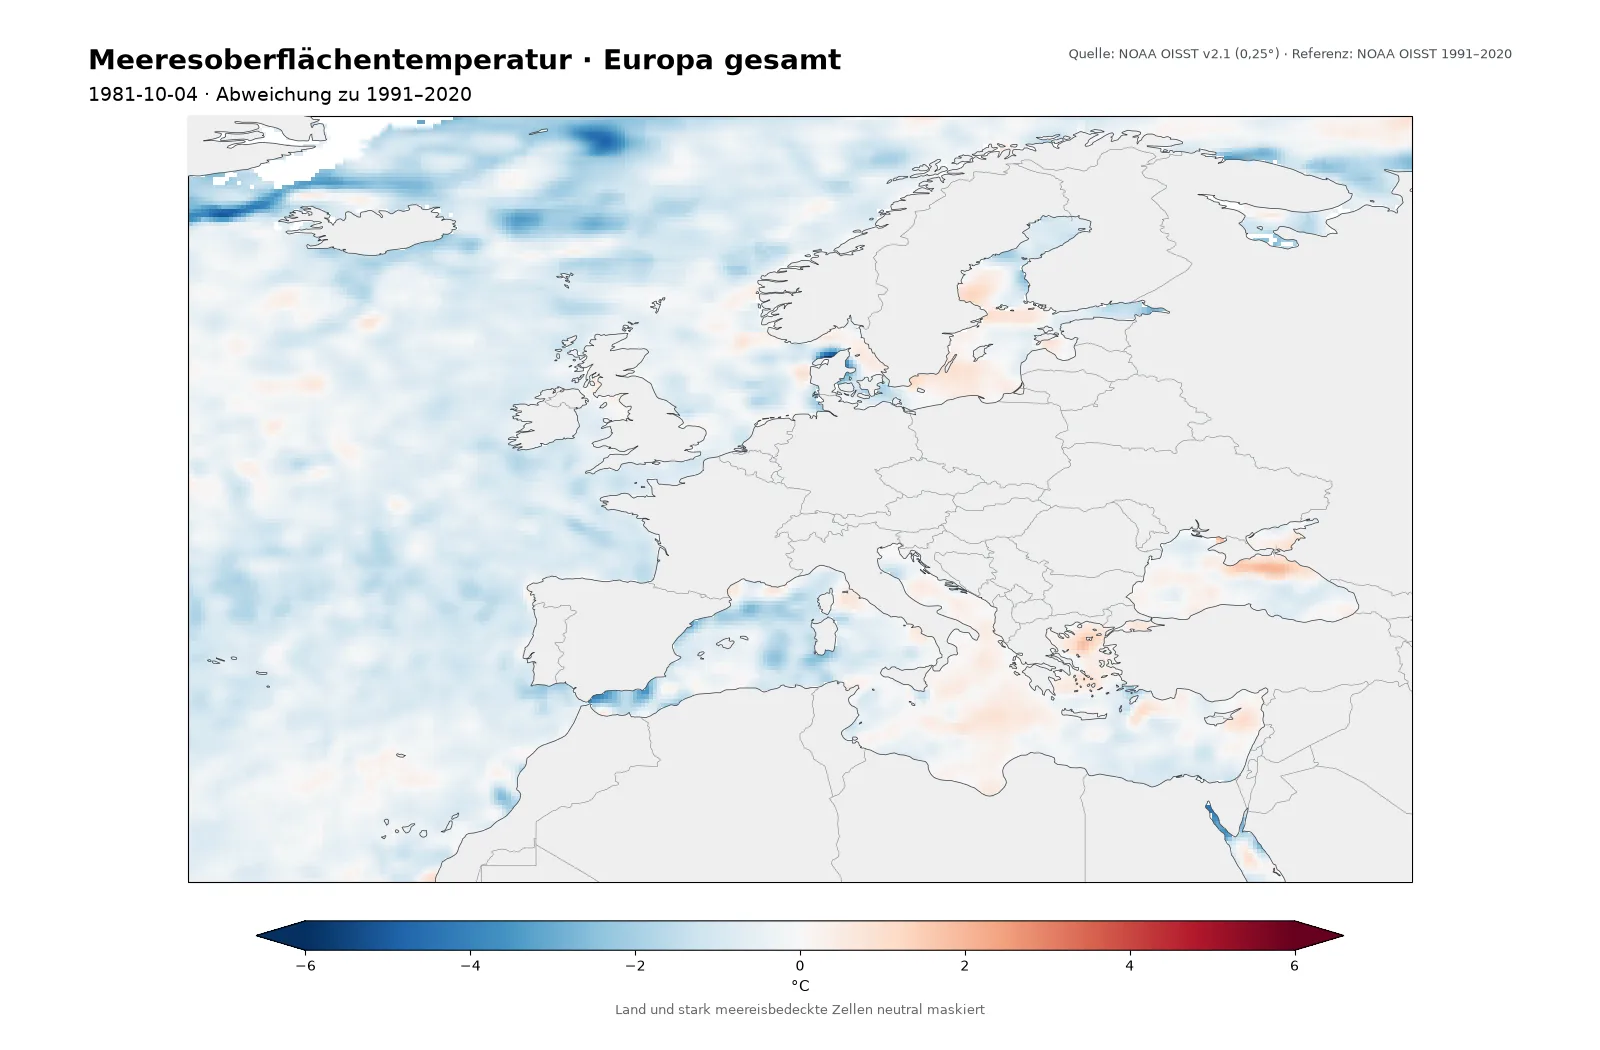 Meeresoberflächentemperatur · Europa gesamt
Quelle: NOAA OISST v2.1 (0,25°) · Referenz: NOAA OISST 1991–2020
1981-10-04 · Abweichung zu 1991–2020
−6 −4 −2 0 2 4 6
°C
Land und stark meereisbedeckte Zellen neutral maskiert